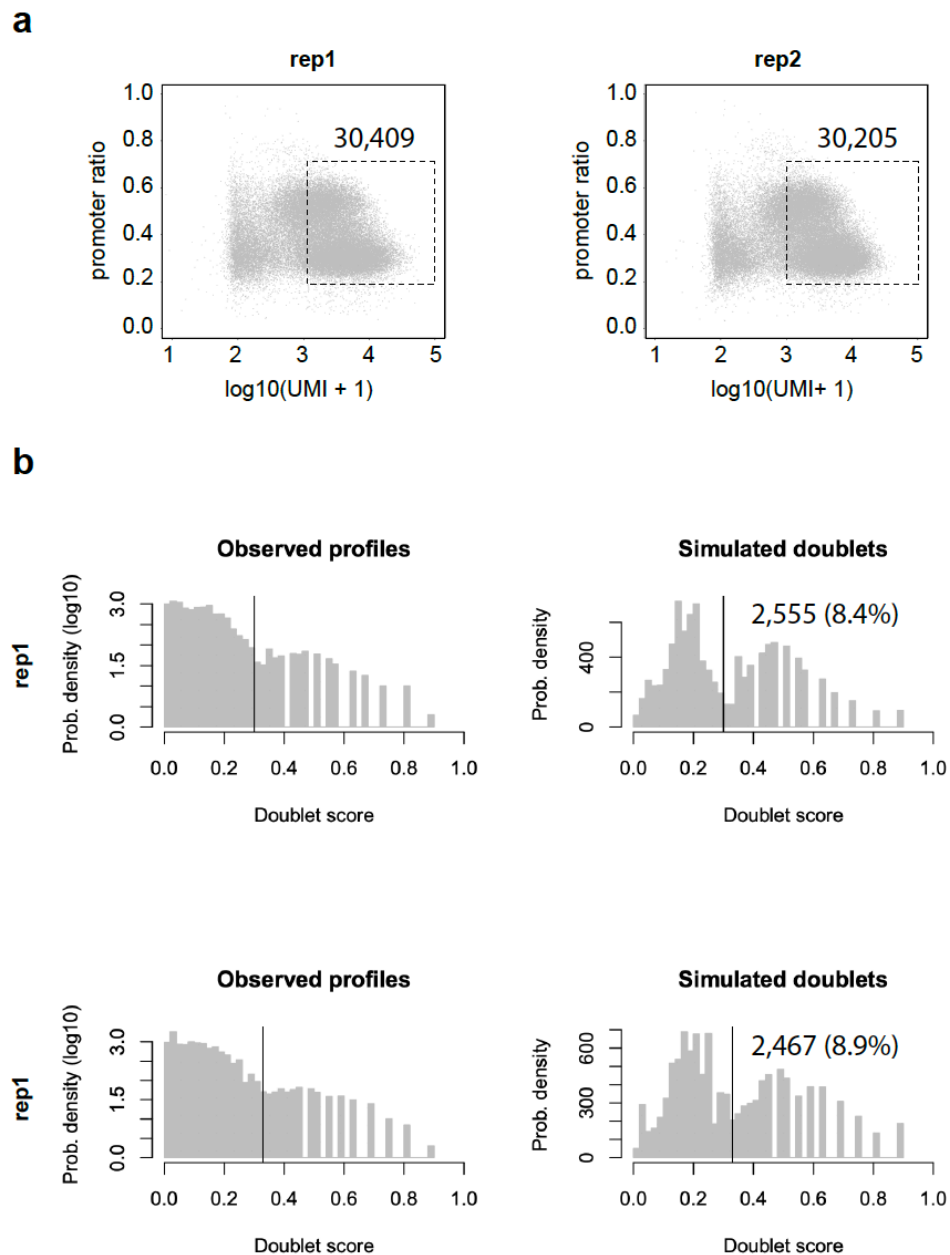 a
rep1
rep2
30,409
30,205
promoter ratio
1.0
0.8
0.6
0.4
0.2
0.0
1 2 3 4 5
log10(UMI + 1)
promoter ratio
1.0
0.8
0.6
0.4
0.2
0.0
1 2 3 4 5
log10(UMI+ 1)
b
rep1
Observed profiles
Prob. density (log10)
3.0
1.5
0.0
0.0 0.2 0.4 0.6 0.8 1.0
Doublet score
Simulated doublets
2,555 (8.4%)
Prob. density
400
0
0.0 0.2 0.4 0.6 0.8 1.0
Doublet score
rep1
Observed profiles
Prob. density (log10)
3.0
1.5
0.0
0.0 0.2 0.4 0.6 0.8 1.0
Doublet score
Simulated doublets
2,467 (8.9%)
Prob. density
600
300
0
0.0 0.2 0.4 0.6 0.8 1.0
Doublet score